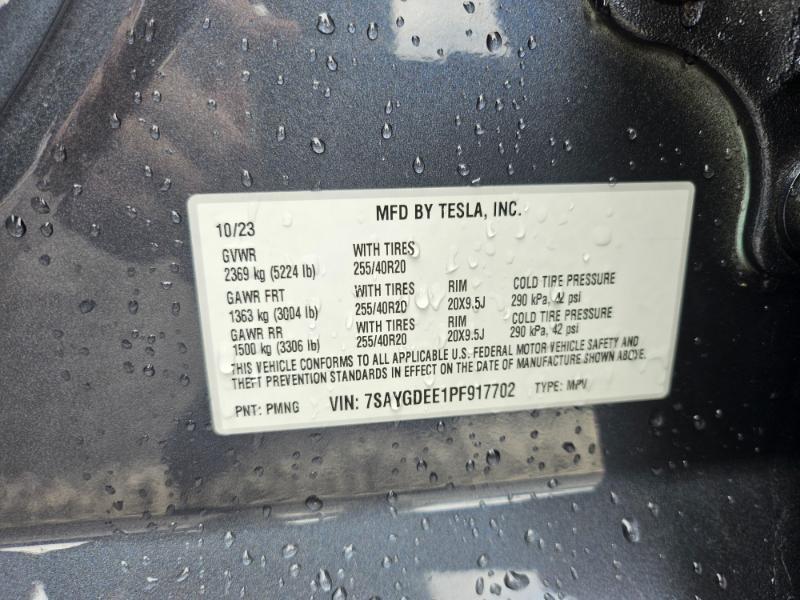 MFD BY TESLA, INC.
10/23
GVWR WITH TIRES
2369 kg (5224 lb) 255/40R20
GAWR FRT WITH TIRES RIM COLD TIRE PRESSURE
1363 kg (3004 lb) 255/40R20 20X9.5J 290 kPa, 42 psi
GAWR RR WITH TIRES RIM COLD TIRE PRESSURE
1500 kg (3306 lb) 255/40R20 20X9.5J 290 kPa, 42 psi
THIS VEHICLE CONFORMS TO ALL APPLICABLE U.S. FEDERAL MOTOR VEHICLE SAFETY AND
THEFT PREVENTION STANDARDS IN EFFECT ON THE DATE OF MANUFACTURE SHOWN ABOVE.
PNT: PMNG VIN: 7SAYGDEE1PF917702 TYPE: MPV